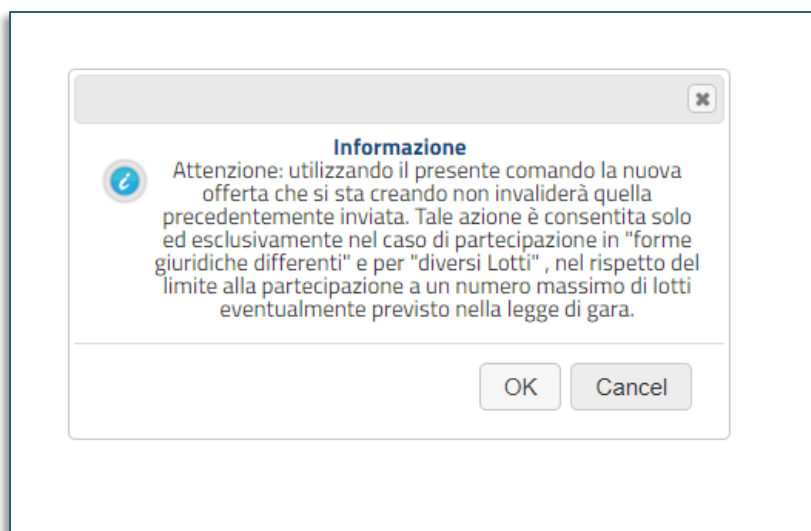 Informazione
Attenzione: utilizzando il presente comando la nuova
offerta che si sta creando non invaliderà quella
precedentemente inviata. Tale azione è consentita solo
ed esclusivamente nel caso di partecipazione in "forme
giuridiche differenti" e per "diversi Lotti" , nel rispetto del
limite alla partecipazione a un numero massimo di lotti
eventualmente previsto nella legge di gara.
OK Cancel